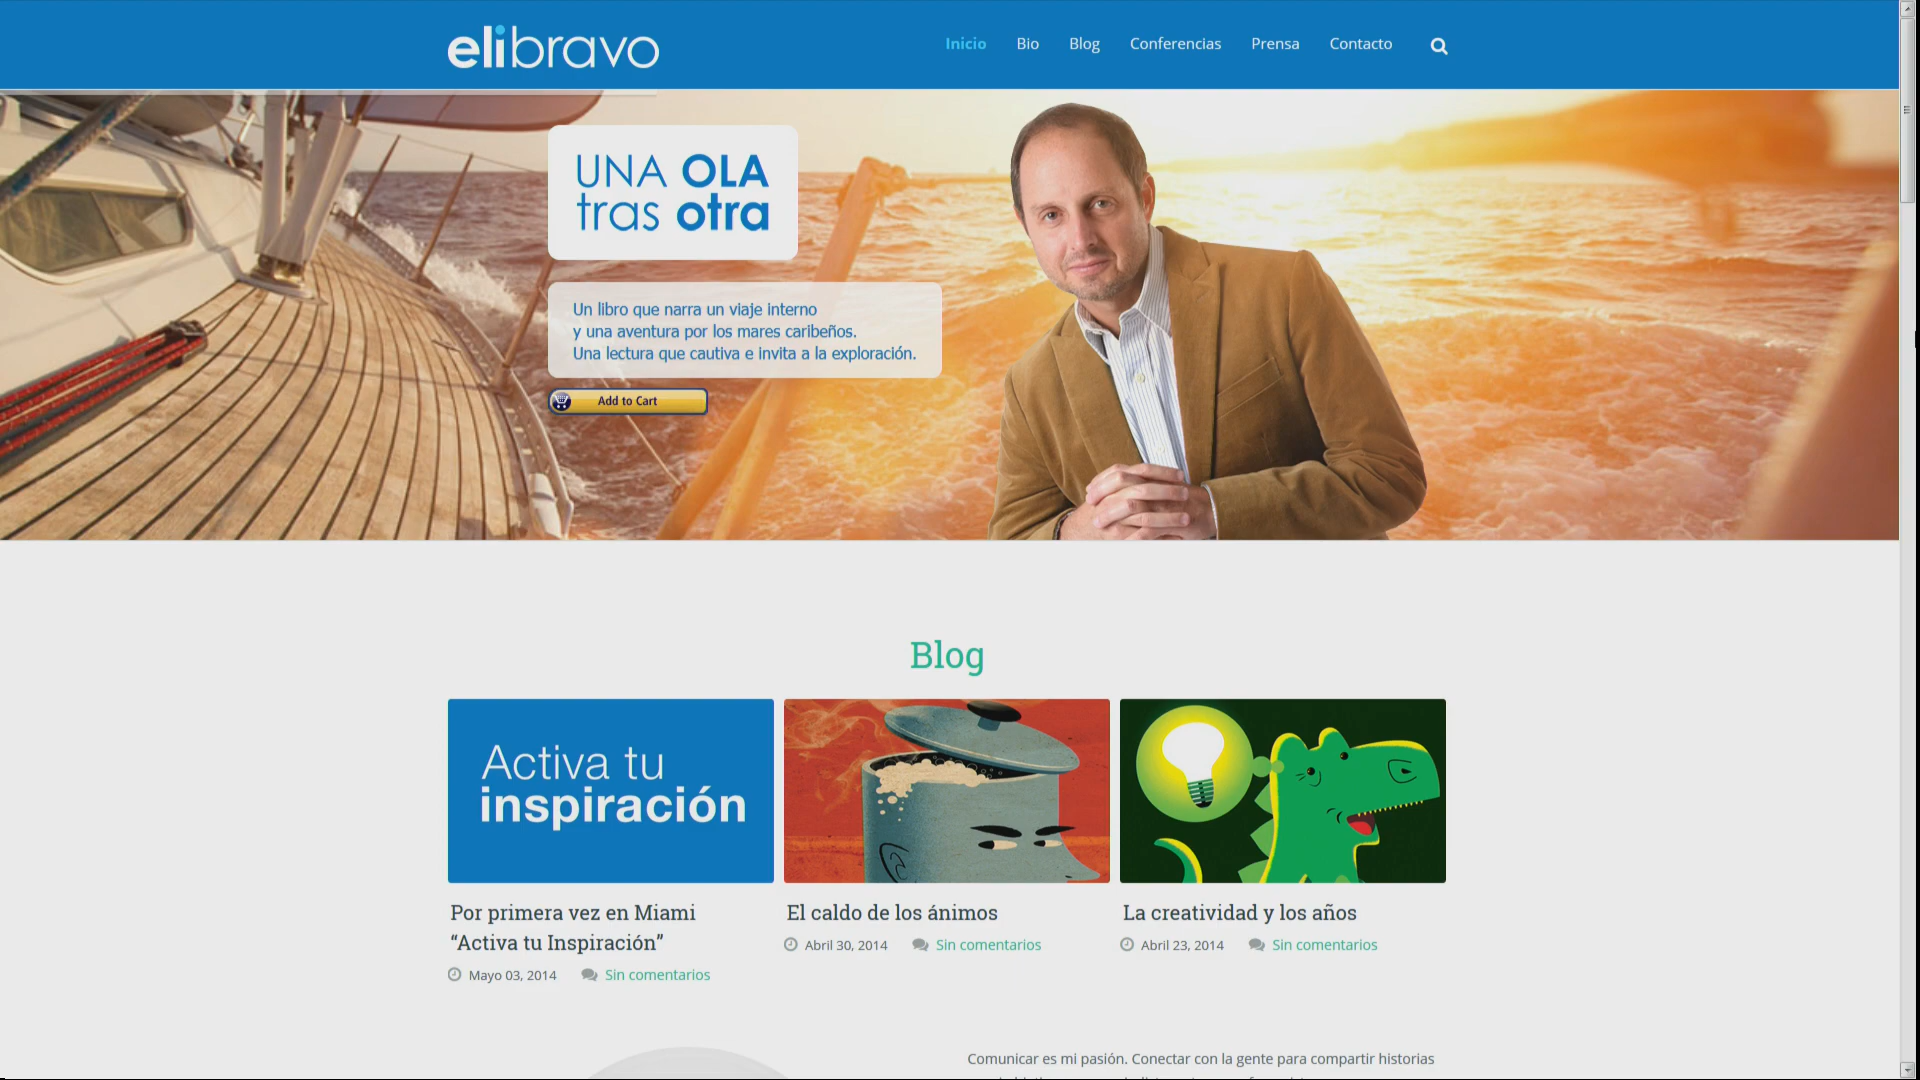 elibravo
Inicio Bio Blog Conferencias Prensa Contacto
UNA OLA
tras otra
Un libro que narra un viaje interno
y una aventura por los mares caribeños.
Una lectura que cautiva e invita a la exploración.
Add to Cart
Blog
Activa tu
inspiración
Por primera vez en Miami
“Activa tu Inspiración”
Mayo 03, 2014 Sin comentarios
El caldo de los ánimos
Abril 30, 2014 Sin comentarios
La creatividad y los años
Abril 23, 2014 Sin comentarios
Comunicar es mi pasión. Conectar con la gente para compartir historias